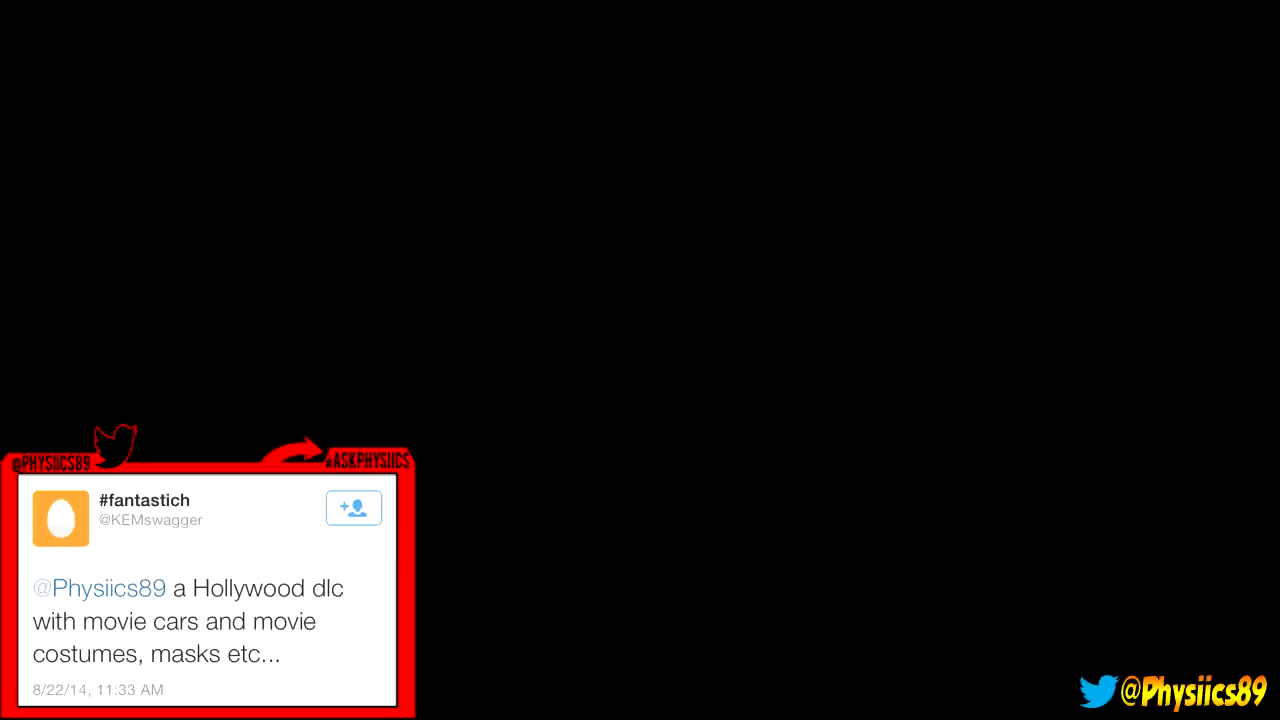 @PHYSIICS89
#ASKPHYSIICS
#fantastich
@KEMswagger
@Physiics89 a Hollywood dlc
with movie cars and movie
costumes, masks etc...
8/22/14, 11:33 AM
@Physiics89